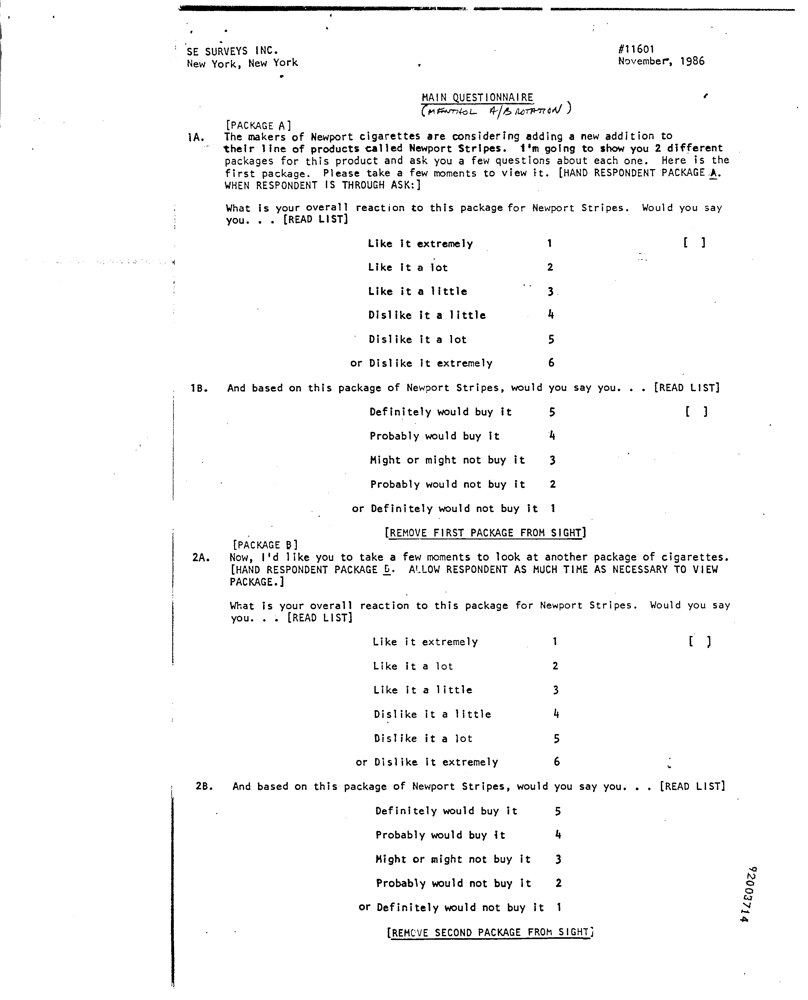 SE SURVEYS INC.
New York, New York
#11601
November, 1986
MAIN QUESTIONNAIRE
(MENTHOL A/B ROTATION)
[PACKAGE A]
1A. The makers of Newport cigarettes are considering adding a new addition to
their line of products called Newport Stripes. I'm going to show you 2 different
packages for this product and ask you a few questions about each one. Here is the
first package. Please take a few moments to view it. [HAND RESPONDENT PACKAGE A.
WHEN RESPONDENT IS THROUGH ASK:]
What is your overall reaction to this package for Newport Stripes. Would you say
you. . . [READ LIST]
Like it extremely 1 [ ]
Like it a lot 2
Like it a little 3
Dislike it a little 4
Dislike it a lot 5
or Dislike it extremely 6
1B. And based on this package of Newport Stripes, would you say you. . . [READ LIST]
Definitely would buy it 5 [ ]
Probably would buy it 4
Might or might not buy it 3
Probably would not buy it 2
or Definitely would not buy it 1
[REMOVE FIRST PACKAGE FROM SIGHT]
[PACKAGE B]
2A. Now, I'd like you to take a few moments to look at another package of cigarettes.
[HAND RESPONDENT PACKAGE ALLOW RESPONDENT AS MUCH TIME AS NECESSARY TO VIEW
PACKAGE.]
What is your overall reaction to this package for Newport Stripes. Would you say
you. . . [READ LIST]
Like it extremely 1 [ ]
Like it a lot 2
Like it a little 3
Dislike it a little 4
Dislike it a lot 5
or Dislike it extremely 6
2B. And based on this package of Newport Stripes, would you say you. . . [READ LIST]
Definitely would buy it 5
Probably would buy it 4
Might or might not buy it 3
Probably would not buy it 2
or Definitely would not buy it 1
[REMOVE SECOND PACKAGE FROM SIGHT]
92003714